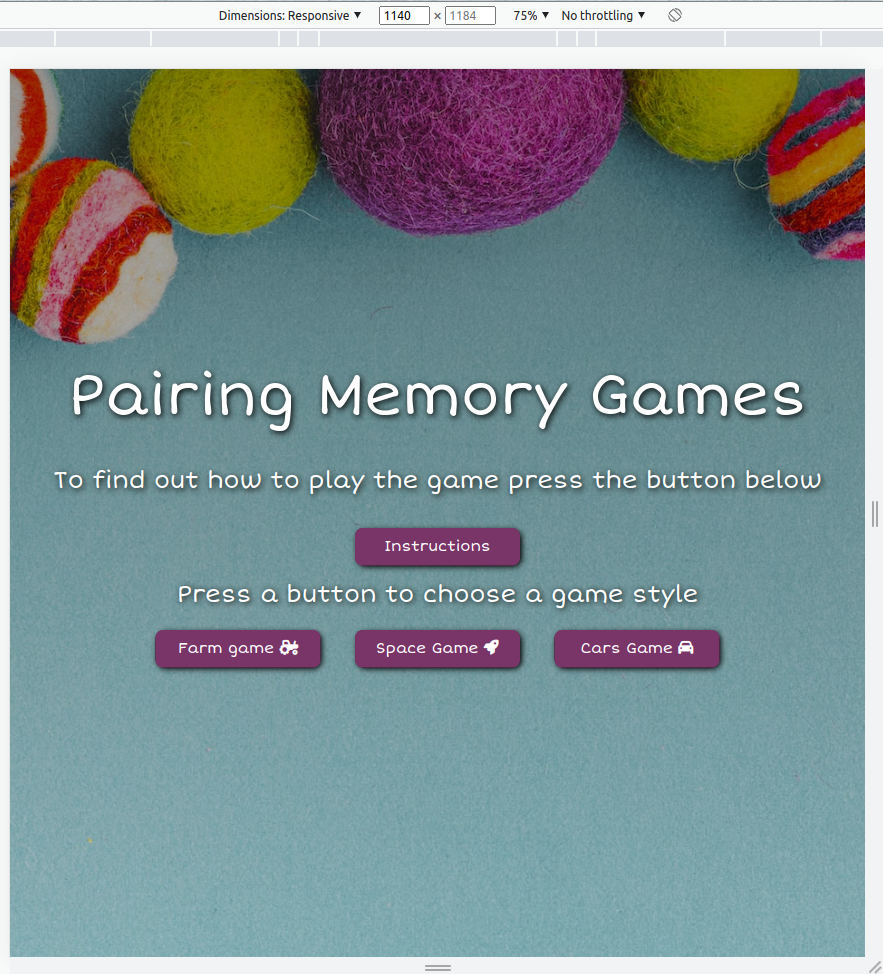 Dimensions: Responsive ▼ 1140 × 1184 75% ▼ No throttling ▼
Pairing Memory Games
To find out how to play the game press the button below
Instructions
Press a button to choose a game style
Farm game Space Game Cars Game